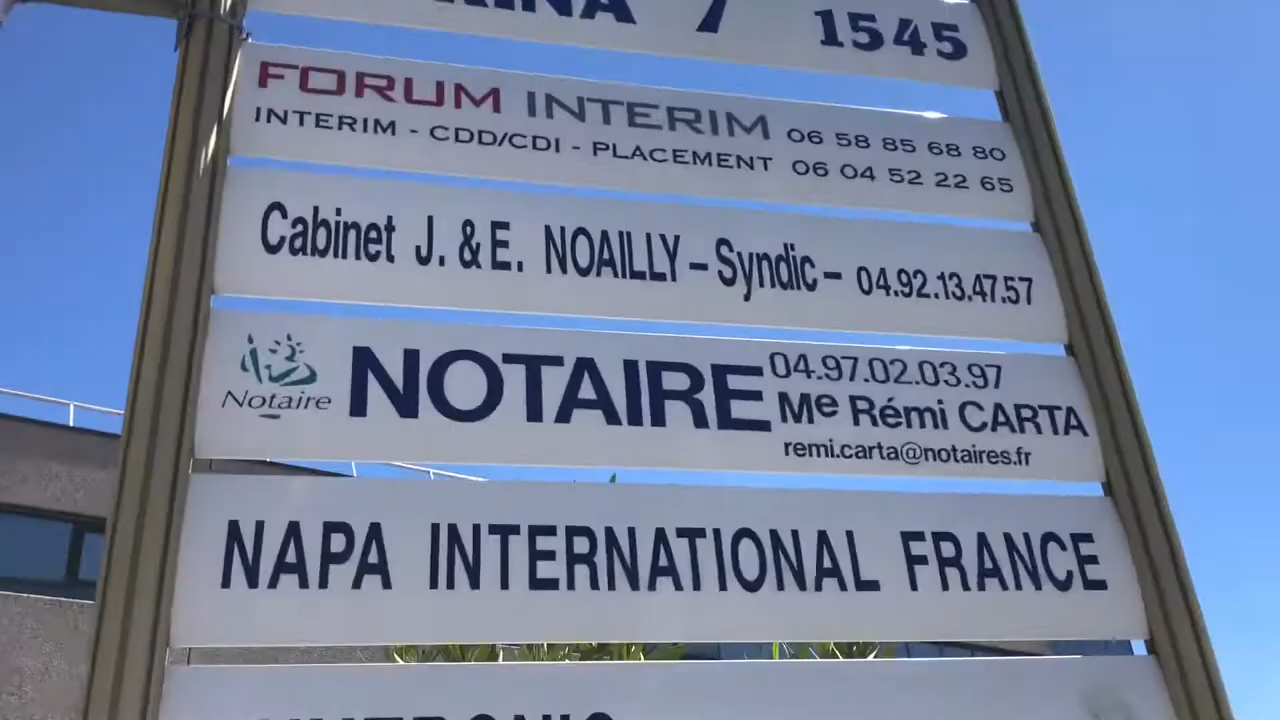 1545
FORUM INTERIM 06 58 85 68 80
INTERIM - CDD/CDI - PLACEMENT 06 04 52 22 65
Cabinet J. & E. NOAILLY – Syndic – 04.92.13.47.57
Notaire
NOTAIRE
04.97.02.03.97
Me Rémi CARTA
remi.carta@notaires.fr
NAPA INTERNATIONAL FRANCE